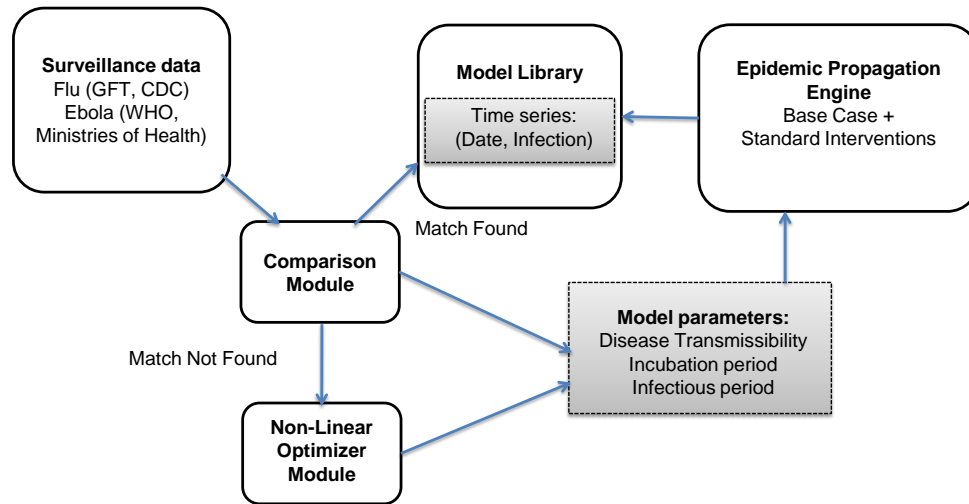 Surveillance data
Flu (GFT, CDC)
Ebola (WHO,
Ministries of Health)
Model Library
Time series:
(Date, Infection)
Epidemic Propagation
Engine
Base Case +
Standard Interventions
Match Found
Comparison
Module
Model parameters:
Disease Transmissibility
Incubation period
Infectious period
Match Not Found
Non-Linear
Optimizer
Module